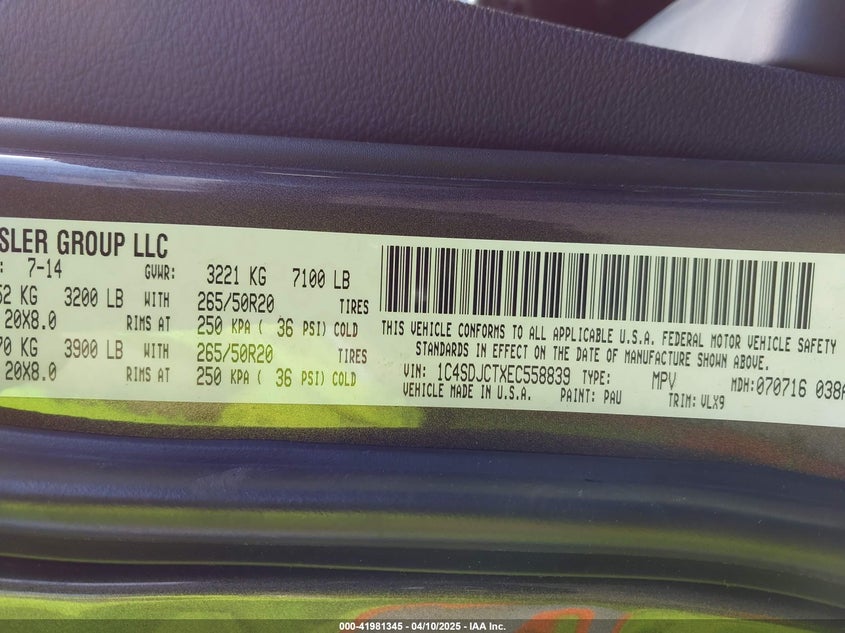 SLER GROUP LLC
: 7-14 GVWR: 3221 KG 7100 LB
52 KG 3200 LB WITH 265/50R20 TIRES
20X8.0 RIMS AT 250 KPA ( 36 PSI) COLD
70 KG 3900 LB WITH 265/50R20 TIRES
20X8.0 RIMS AT 250 KPA ( 36 PSI) COLD
THIS VEHICLE CONFORMS TO ALL APPLICABLE U.S.A. FEDERAL MOTOR VEHICLE SAFETY
STANDARDS IN EFFECT ON THE DATE OF MANUFACTURE SHOWN ABOVE.
VIN: 1C4SDJCTXEC558839 TYPE: MPV MDH:070716 038A
VEHICLE MADE IN U.S.A. PAINT: PAU TRIM: VLX9
000-41981345 - 04/10/2025 - IAA Inc.